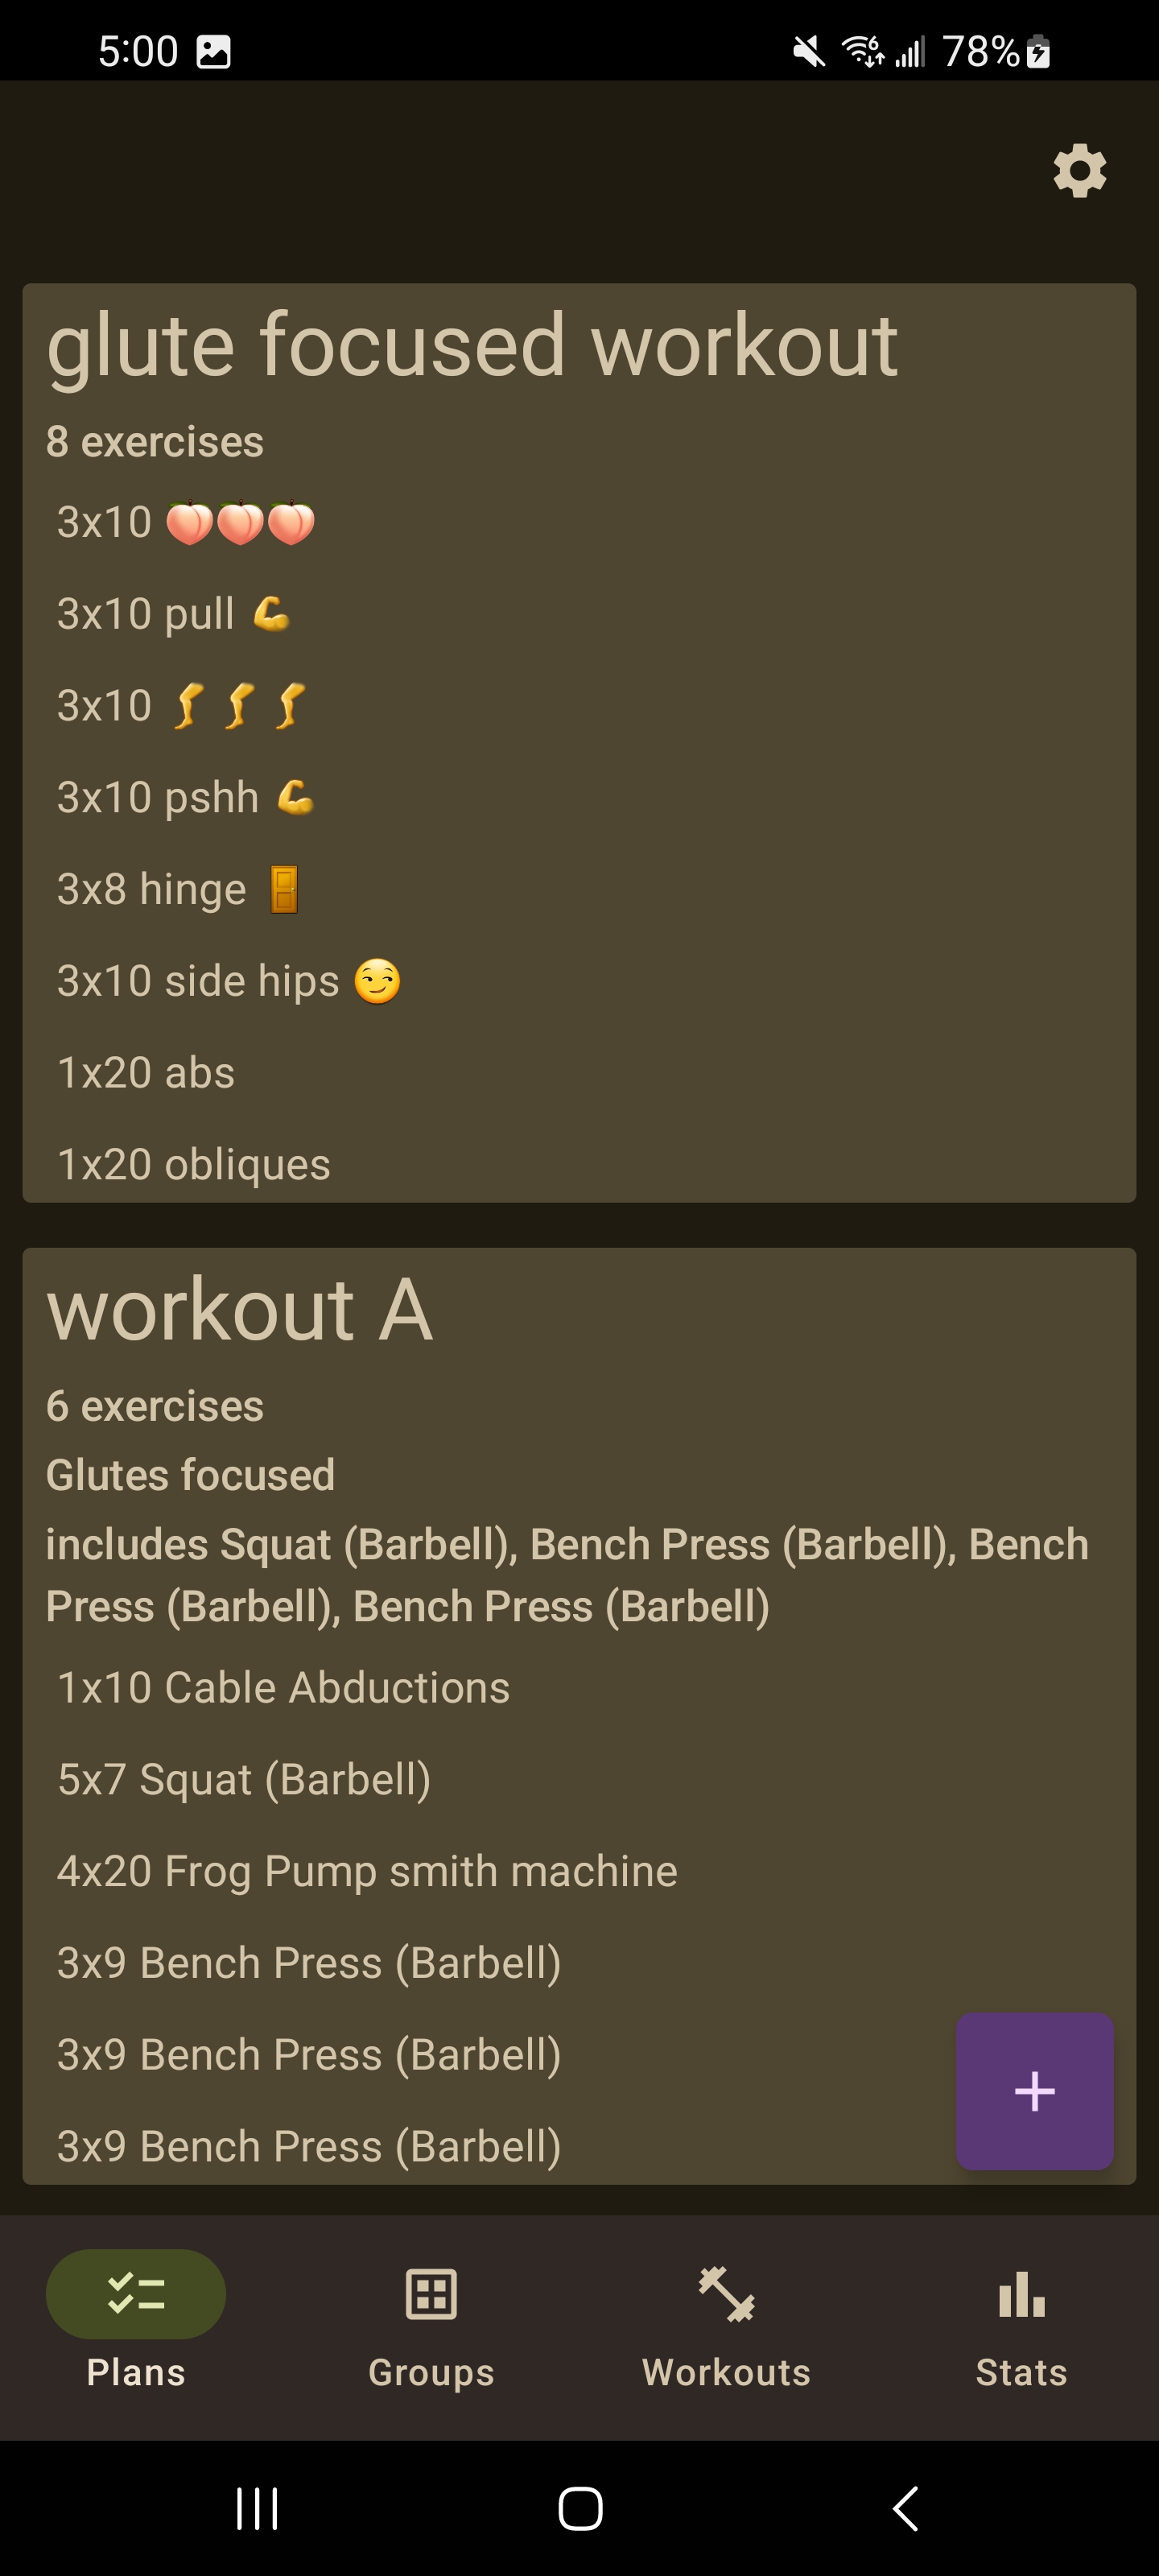 5:00
6
78%
glute focused workout
8 exercises
3x10 🍑🍑🍑
3x10 pull 💪
3x10 🦵🦵🦵
3x10 pshh 💪
3x8 hinge 🚪
3x10 side hips 😏
1x20 abs
1x20 obliques
workout A
6 exercises
Glutes focused
includes Squat (Barbell), Bench Press (Barbell), Bench
Press (Barbell), Bench Press (Barbell)
1x10 Cable Abductions
5x7 Squat (Barbell)
4x20 Frog Pump smith machine
3x9 Bench Press (Barbell)
3x9 Bench Press (Barbell)
3x9 Bench Press (Barbell)
+
Plans
Groups
Workouts
Stats